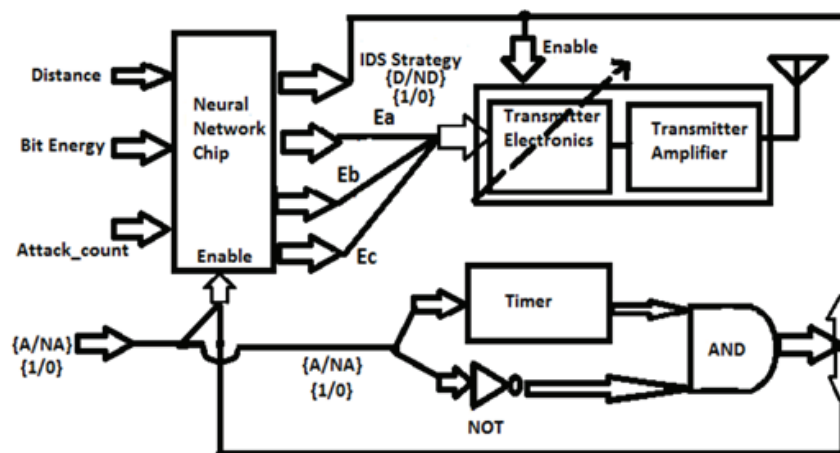 Distance
Bit Energy
Attack_count
Neural
Network
Chip
Enable
IDS Strategy
{D/ND}
{1/0}
Ea
Eb
Ec
Enable
Transmitter
Electronics
Transmitter
Amplifier
{A/NA}
{1/0}
{A/NA}
{1/0}
Timer
NOT
AND